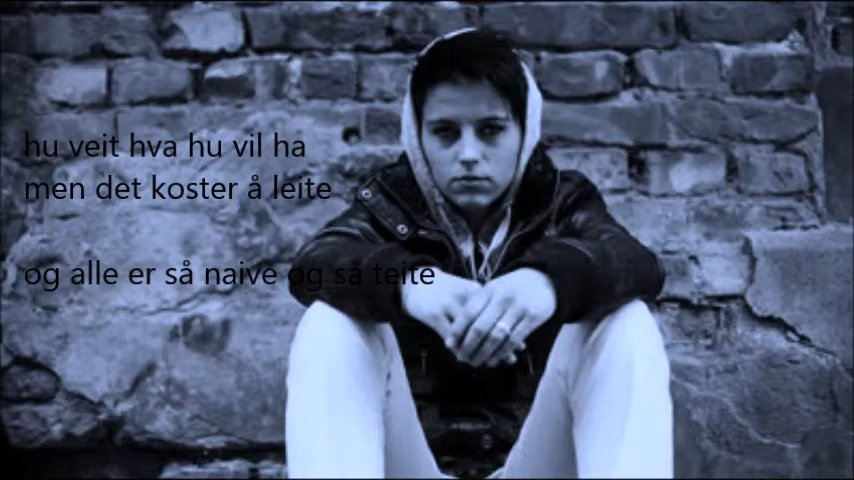 hu veit hva hu vil ha
men det koster å leite
og alle er så naive og så teite